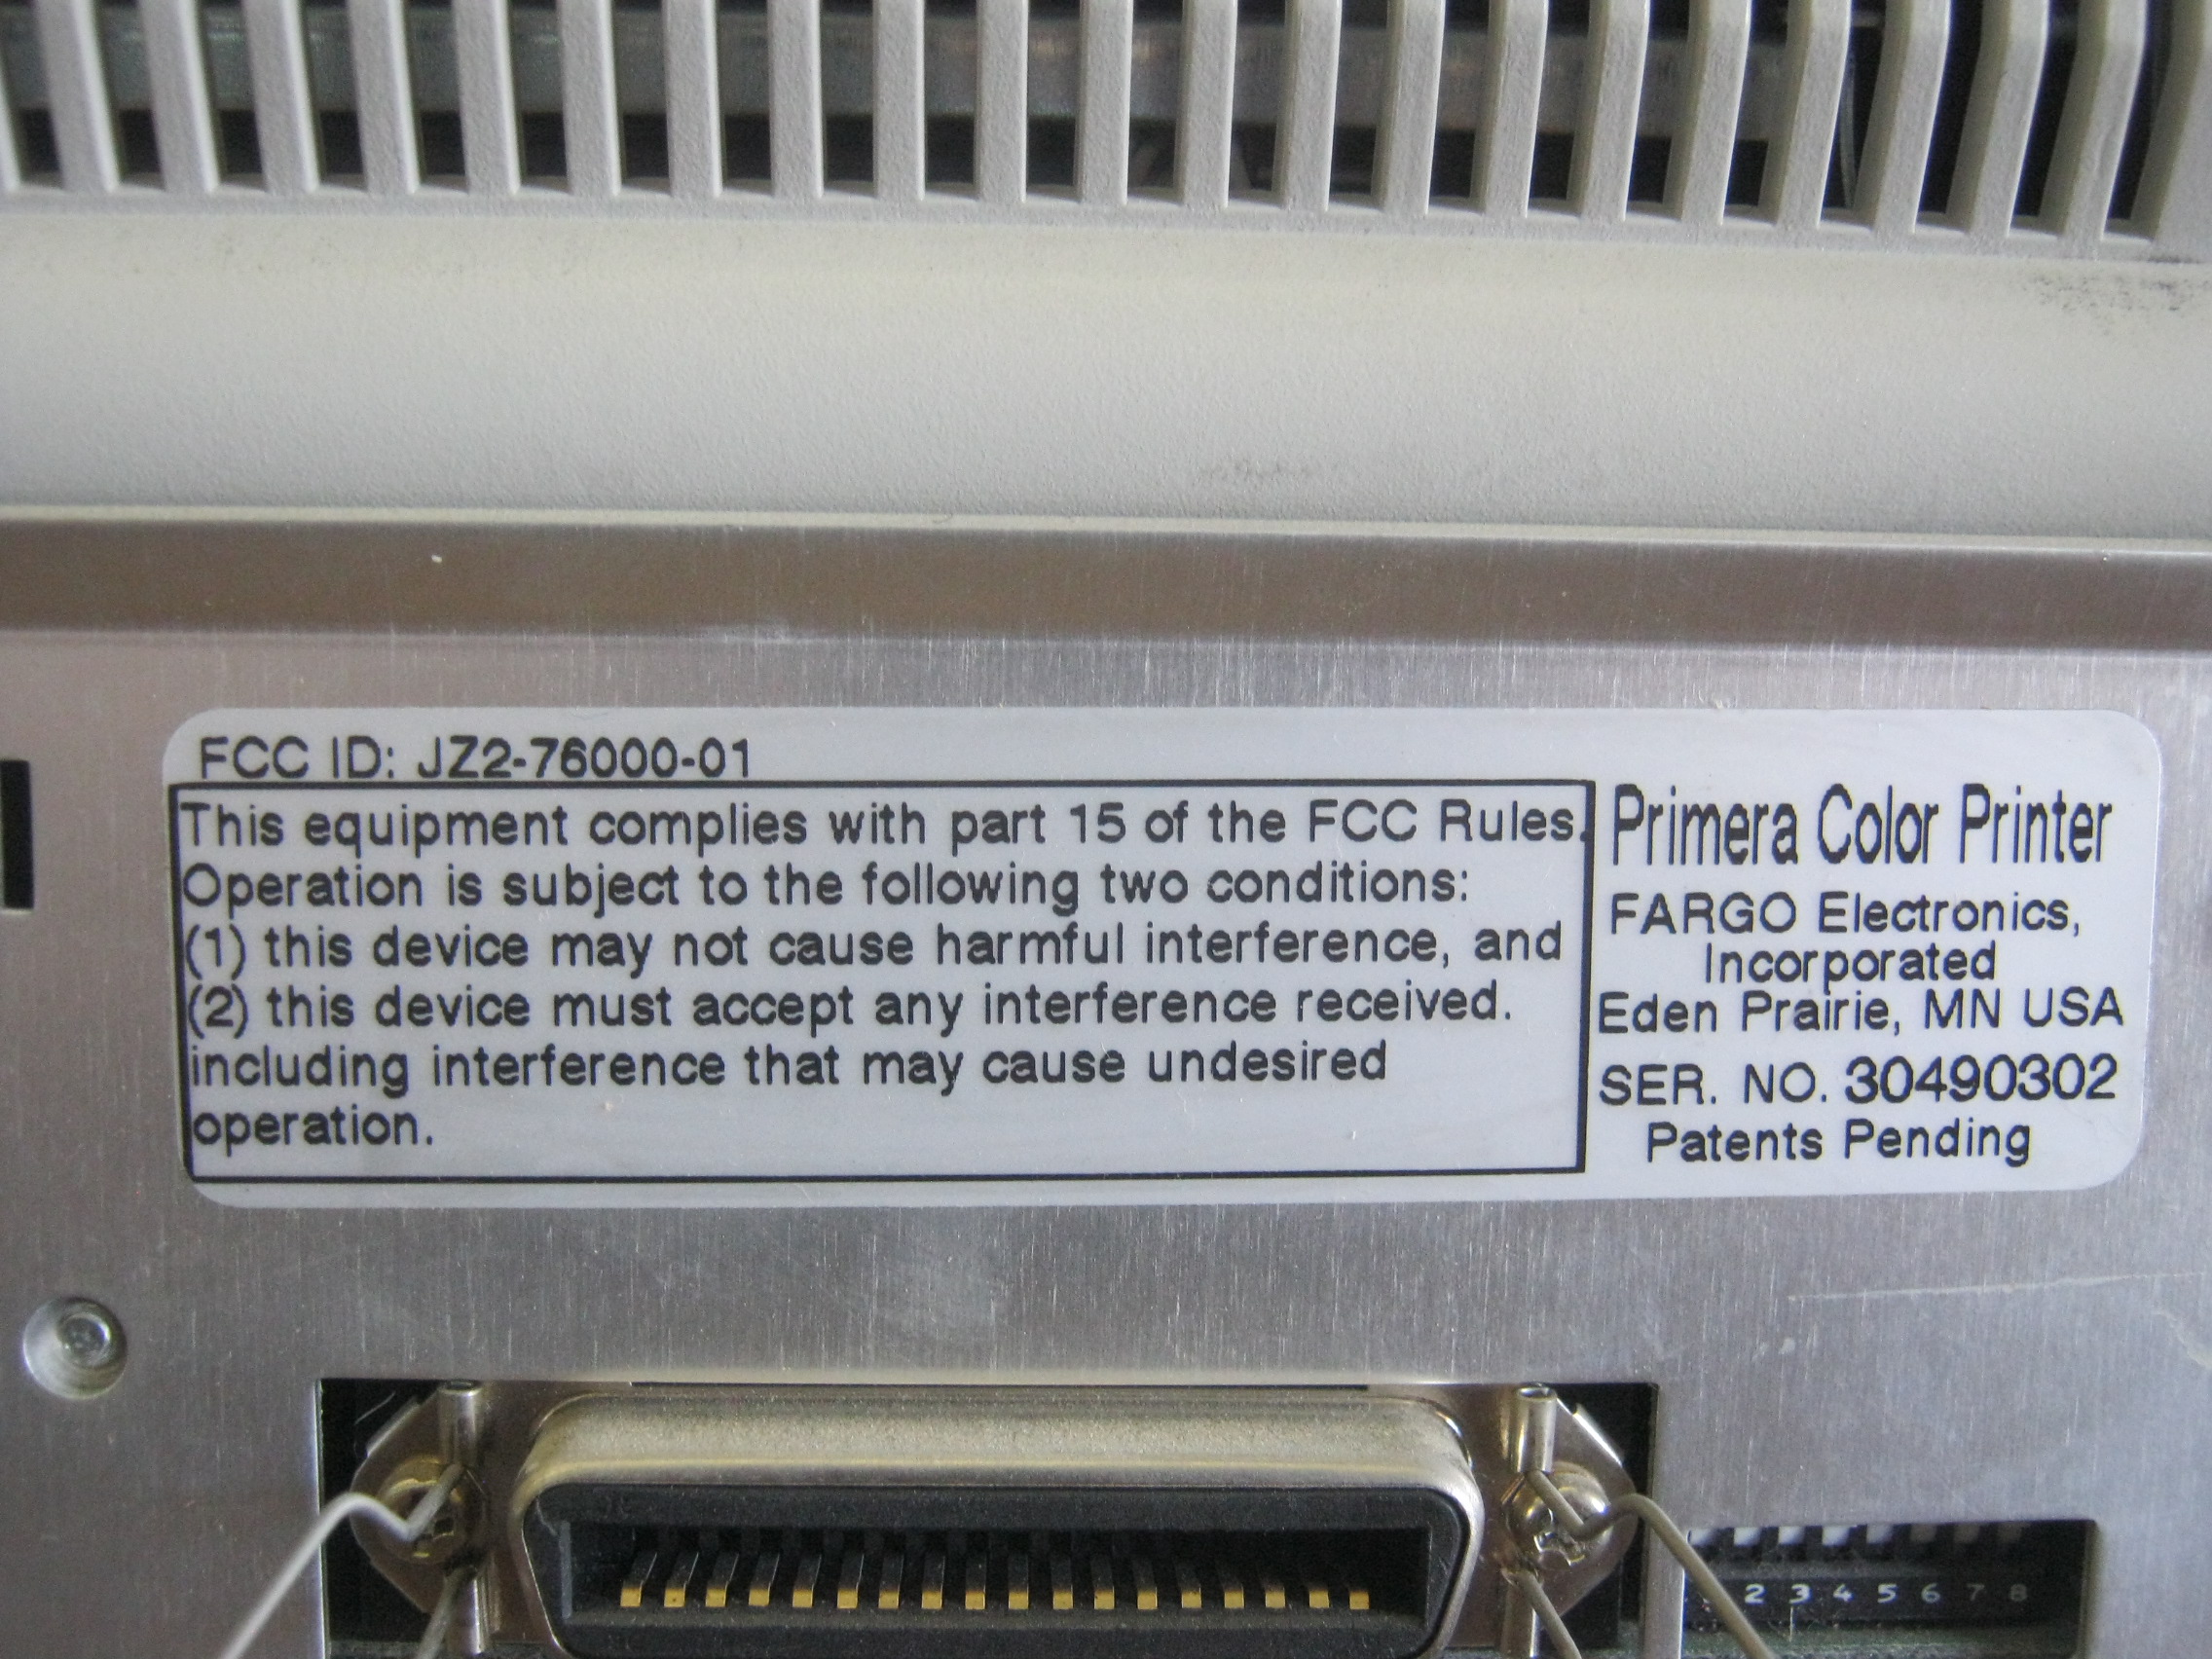 FCC ID: JZ2-76000-01
This equipment complies with part 15 of the FCC Rules.
Operation is subject to the following two conditions:
(1) this device may not cause harmful interference, and
(2) this device must accept any interference received.
including interference that may cause undesired
operation.
Primera Color Printer
FARGO Electronics,
Incorporated
Eden Prairie, MN USA
SER. NO. 30490302
Patents Pending
2 3 4 5 6 7 8